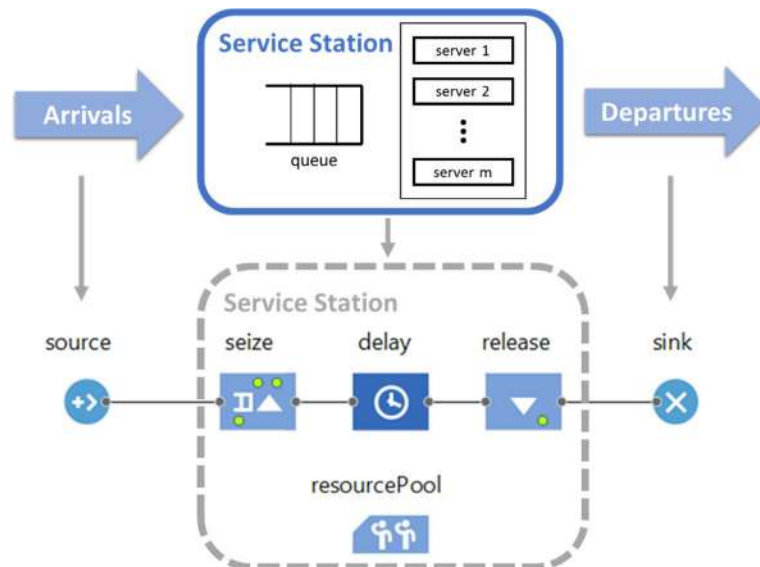 Service Station
server 1
server 2
Arrivals
Departures
queue
server m
Service Station
source
seize
delay
release
sink
resourcePool